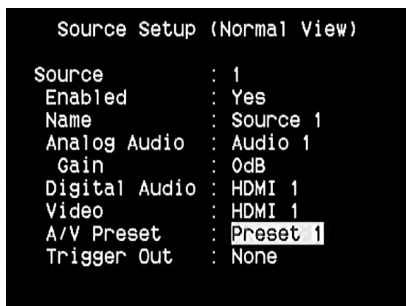 Source Setup (Normal View)
Source : 1
Enabled : Yes
Name : Source 1
Analog Audio : Audio 1
Gain : 0dB
Digital Audio : HDMI 1
Video : HDMI 1
A/V Preset : Preset 1
Trigger Out : None